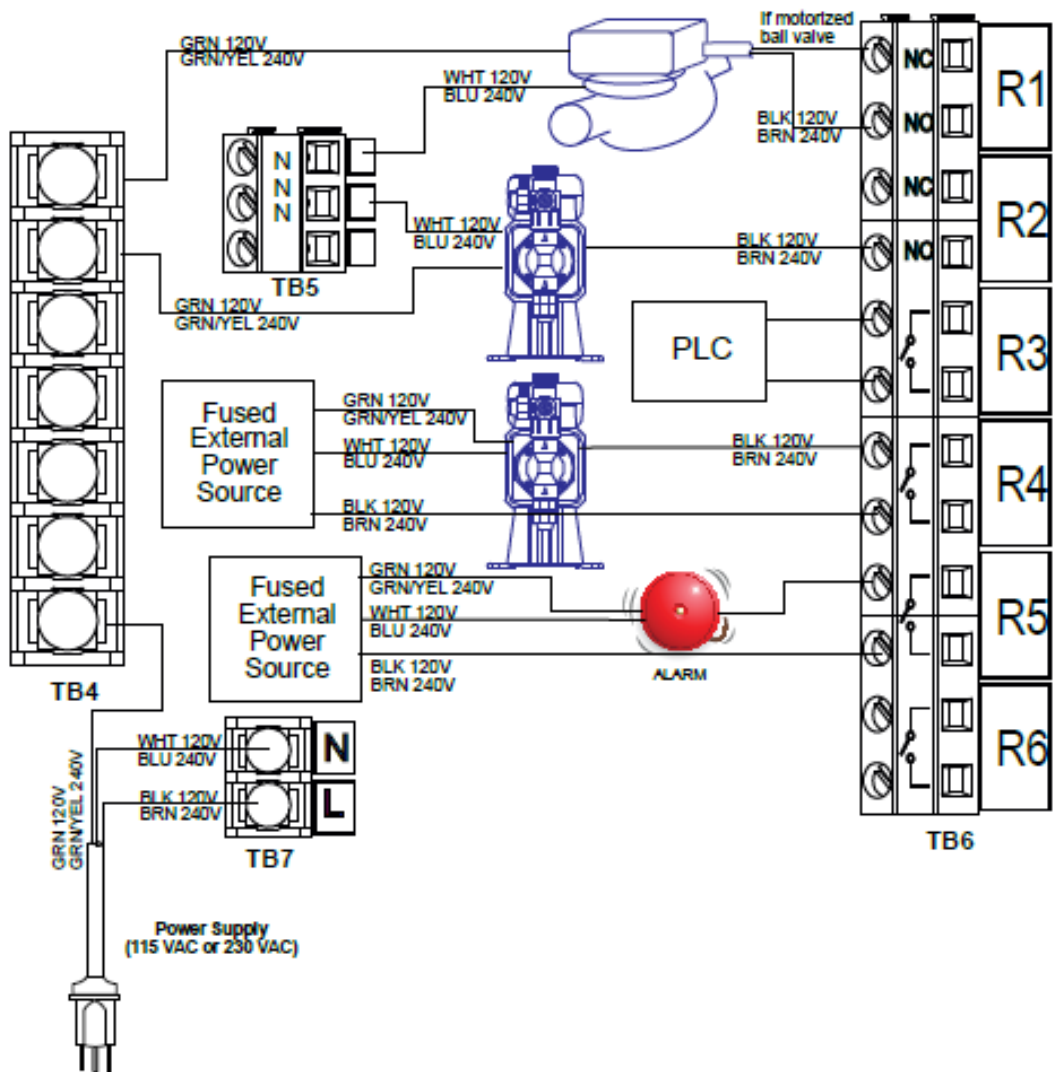 GRN 120V
GRN/YEL 240V
WHT 120V
BLU 240V
If motorized
ball valve
BLK 120V
BRN 240V
NC
NO
R1
NC
NO
R2
N
N
N
TB5
WHT 120V
BLU 240V
BLK 120V
BRN 240V
GRN 120V
GRN/YEL 240V
PLC
R3
Fused
External
Power
Source
GRN 120V
GRN/YEL 240V
WHT 120V
BLU 240V
BLK 120V
BRN 240V
BLK 120V
BRN 240V
R4
Fused
External
Power
Source
GRN 120V
GRN/YEL 240V
WHT 120V
BLU 240V
BLK 120V
BRN 240V
ALARM
R5
R6
TB4
TB6
WHT 120V
BLU 240V
N
BLK 120V
BRN 240V
L
TB7
GRN 120V
GRN/YEL 240V
Power Supply
(115 VAC or 230 VAC)